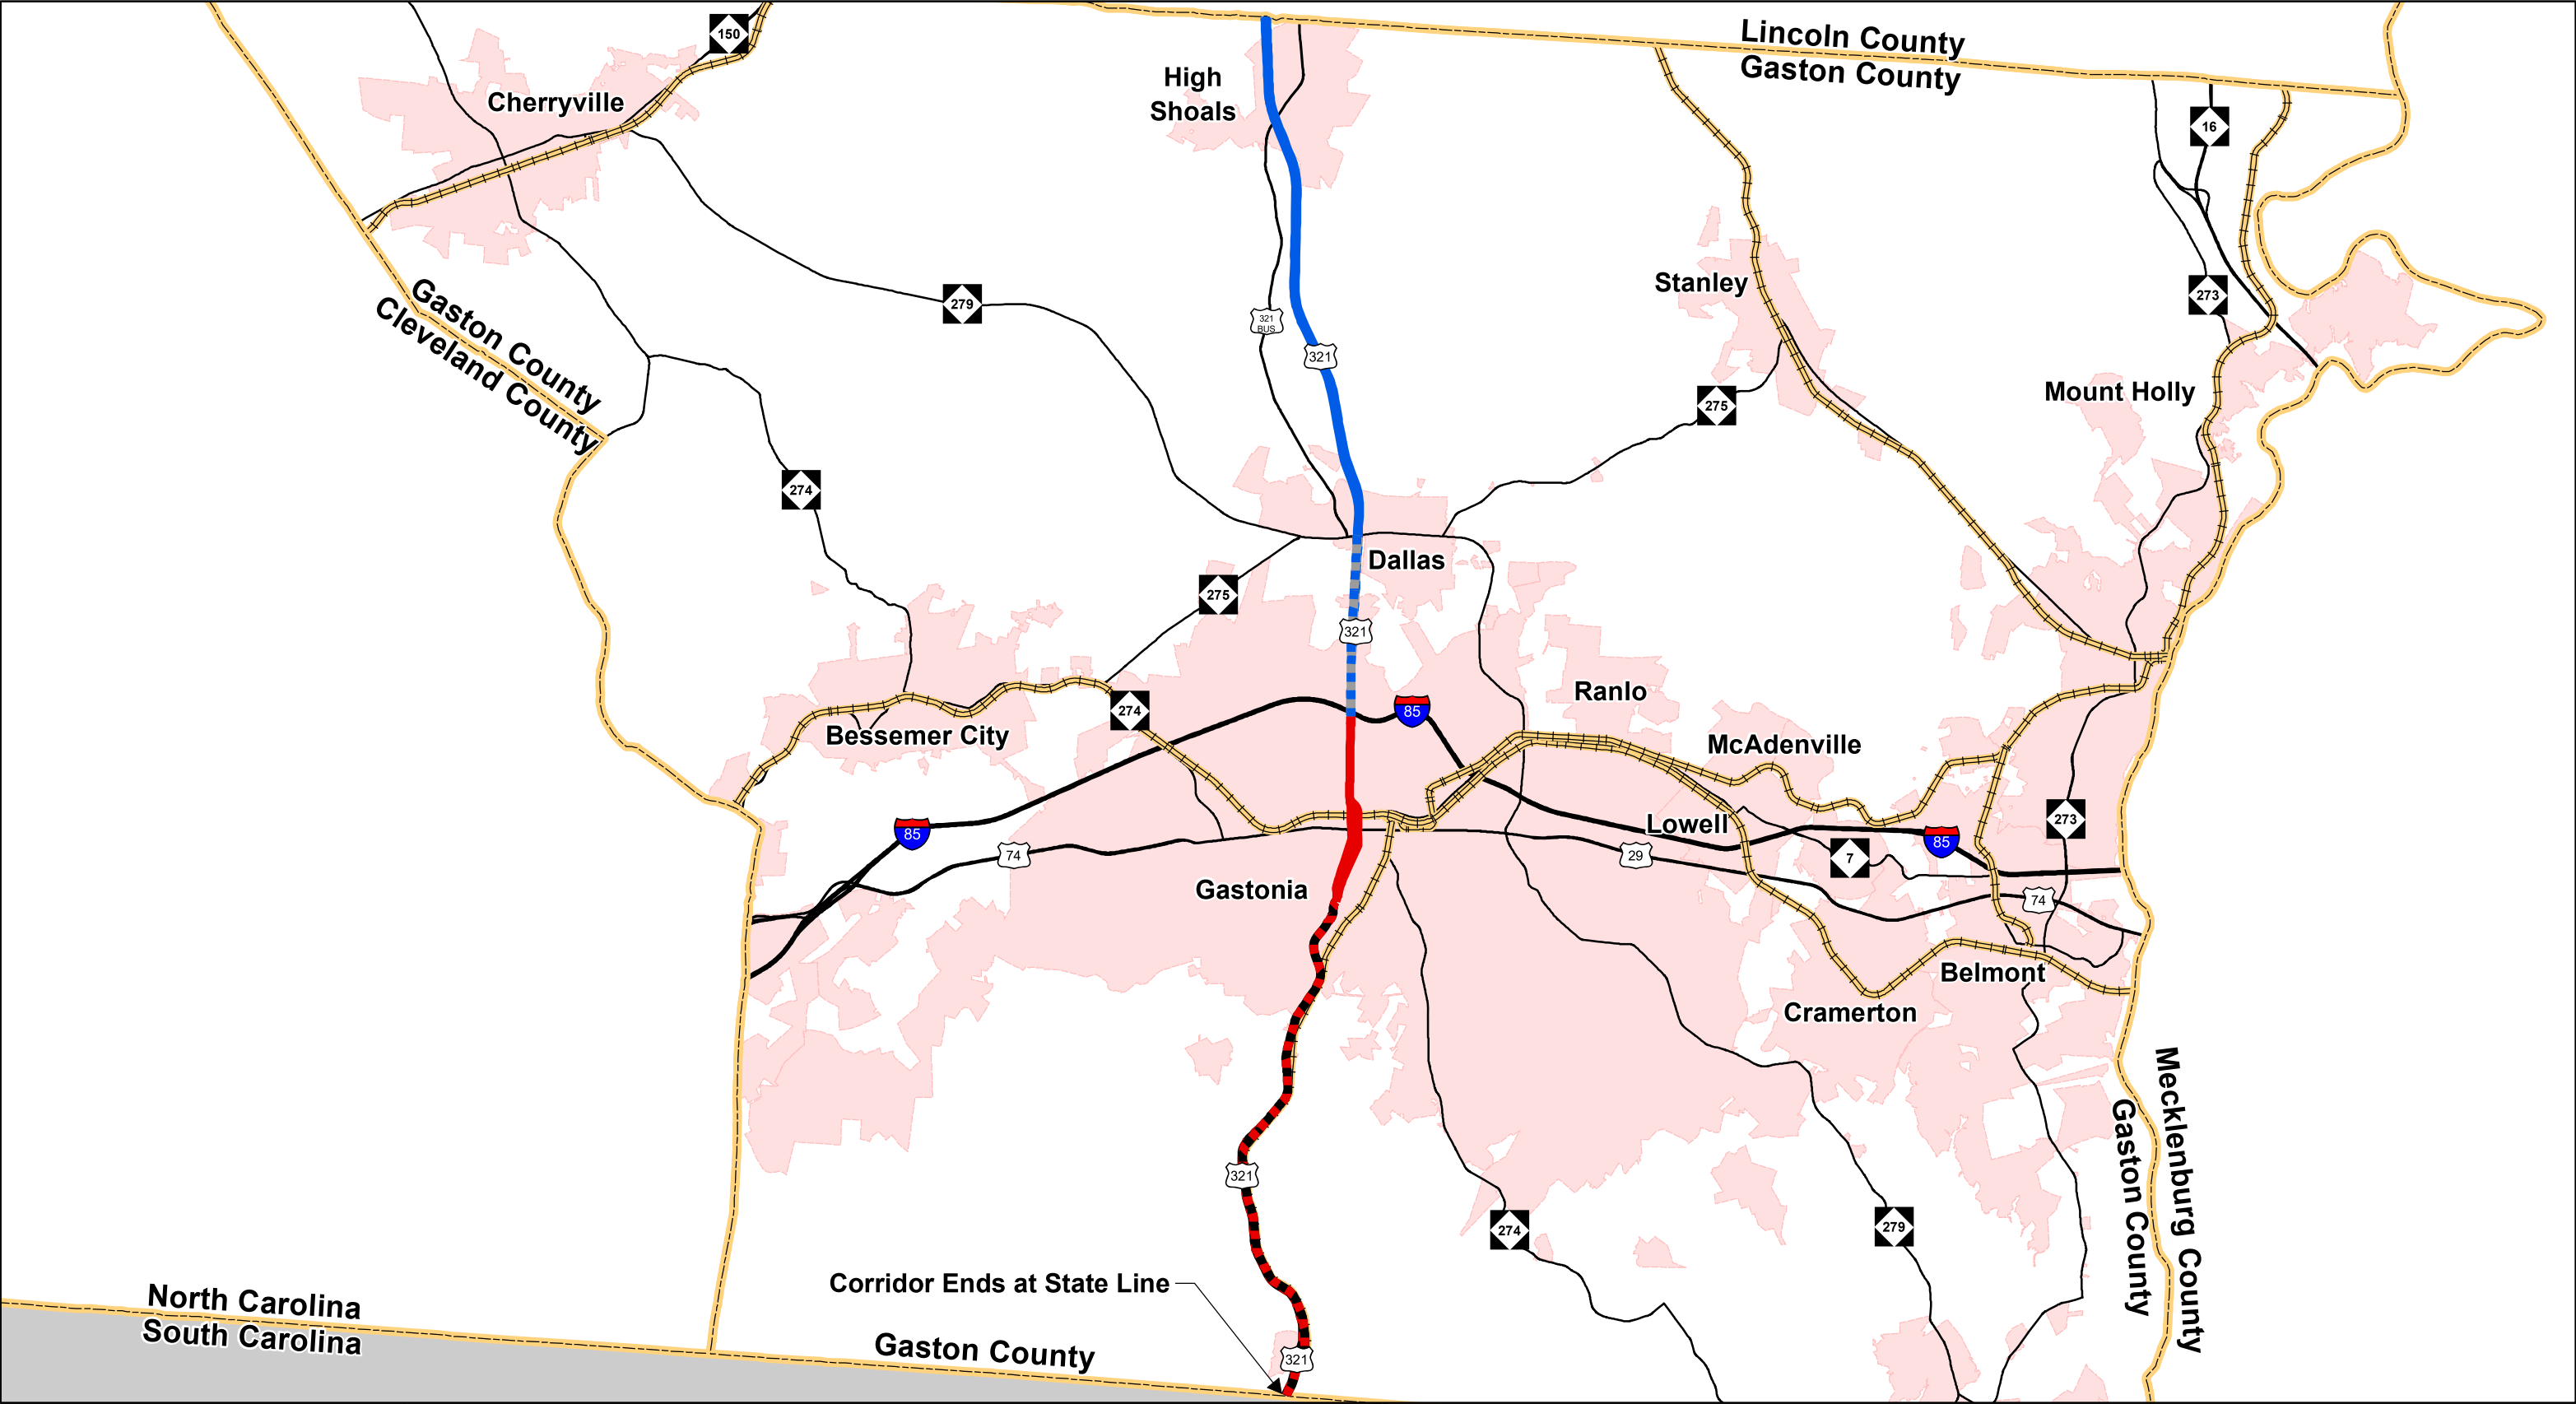 150
Lincoln County
Gaston County
High
Shoals
Cherryville
16
Gaston County
Cleveland County
279
321
BUS
321
Stanley
273
275
Mount Holly
274
Dallas
275
321
Ranlo
274
85
Bessemer City
McAdenville
85
74
Lowell
29
7
85
273
Gastonia
74
Belmont
Cramerton
Mecklenburg County
Gaston County
321
274
279
Corridor Ends at State Line
North Carolina
South Carolina
Gaston County
321